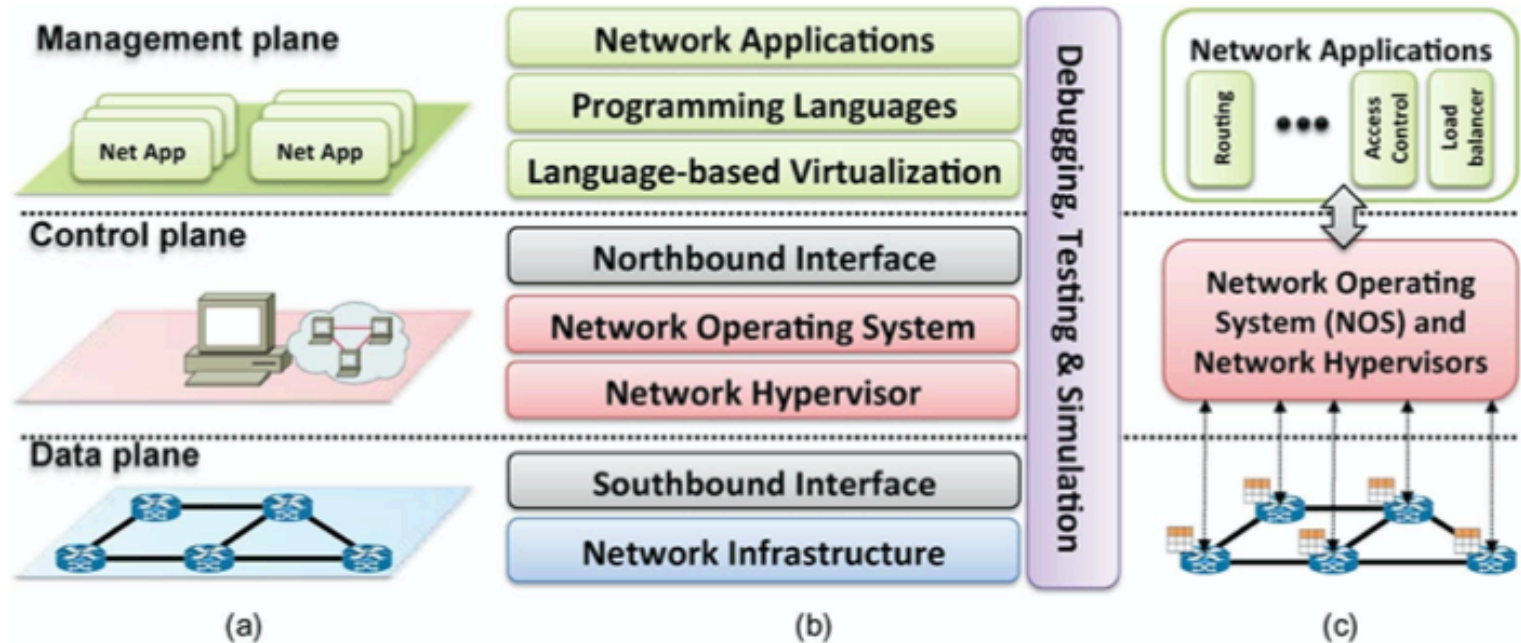 Management plane
Net App
Net App
Control plane
Data plane
(a)
Network Applications
Programming Languages
Language-based Virtualization
Northbound Interface
Network Operating System
Network Hypervisor
Southbound Interface
Network Infrastructure
Debugging, Testing & Simulation
(b)
Network Applications
Routing
•••
Access
Control
Load
balancer
Network Operating
System (NOS) and
Network Hypervisors
(c)